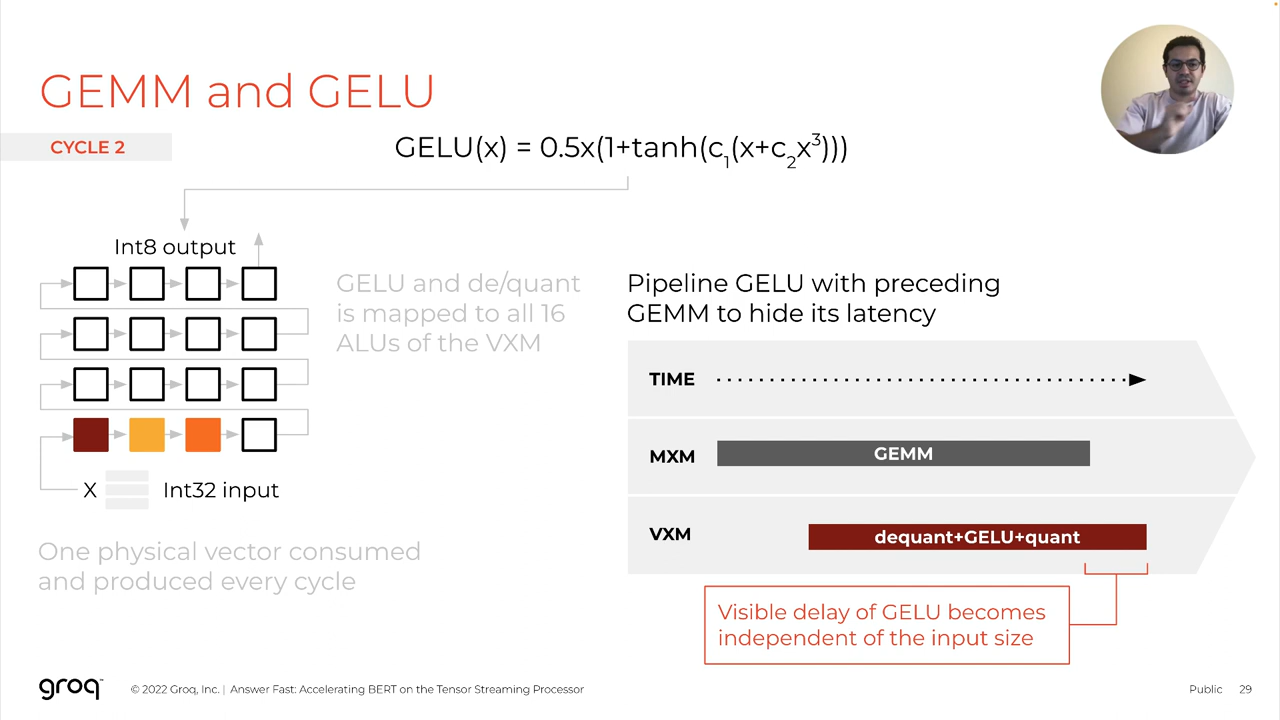 GEMM and GELU
CYCLE 2
GELU(x) = 0.5x(1+tanh(c₁(x+c₂x³)))
Int8 output
GELU and de/quant
is mapped to all 16
ALUs of the VXM
X
Int32 input
One physical vector consumed
and produced every cycle
Pipeline GELU with preceding
GEMM to hide its latency
TIME
MXM
GEMM
VXM
dequant+GELU+quant
Visible delay of GELU becomes
independent of the input size
groq™
© 2022 Groq, Inc. | Answer Fast: Accelerating BERT on the Tensor Streaming Processor
Public 29